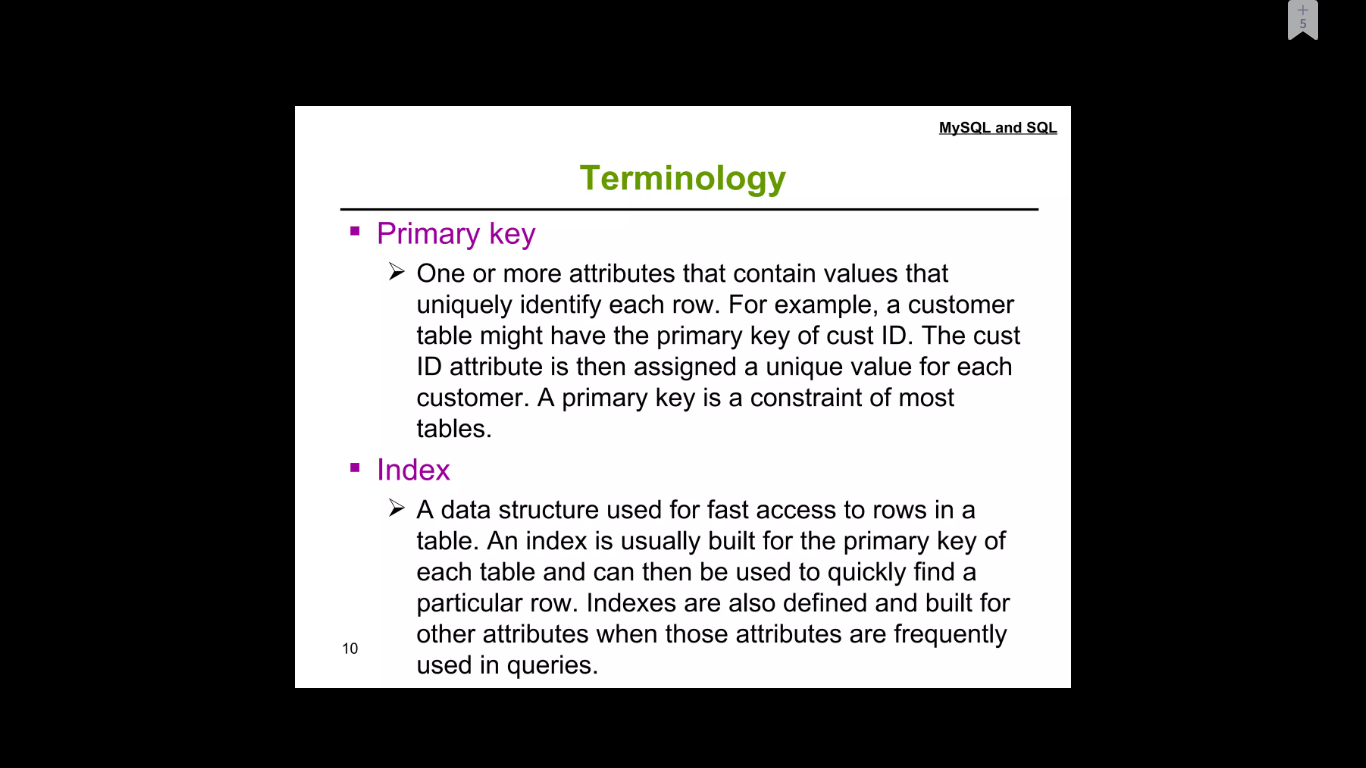 +
5
MySQL and SQL
Terminology
Primary key
One or more attributes that contain values that
uniquely identify each row. For example, a customer
table might have the primary key of cust ID. The cust
ID attribute is then assigned a unique value for each
customer. A primary key is a constraint of most
tables.
Index
A data structure used for fast access to rows in a
table. An index is usually built for the primary key of
each table and can then be used to quickly find a
particular row. Indexes are also defined and built for
other attributes when those attributes are frequently
used in queries.
10